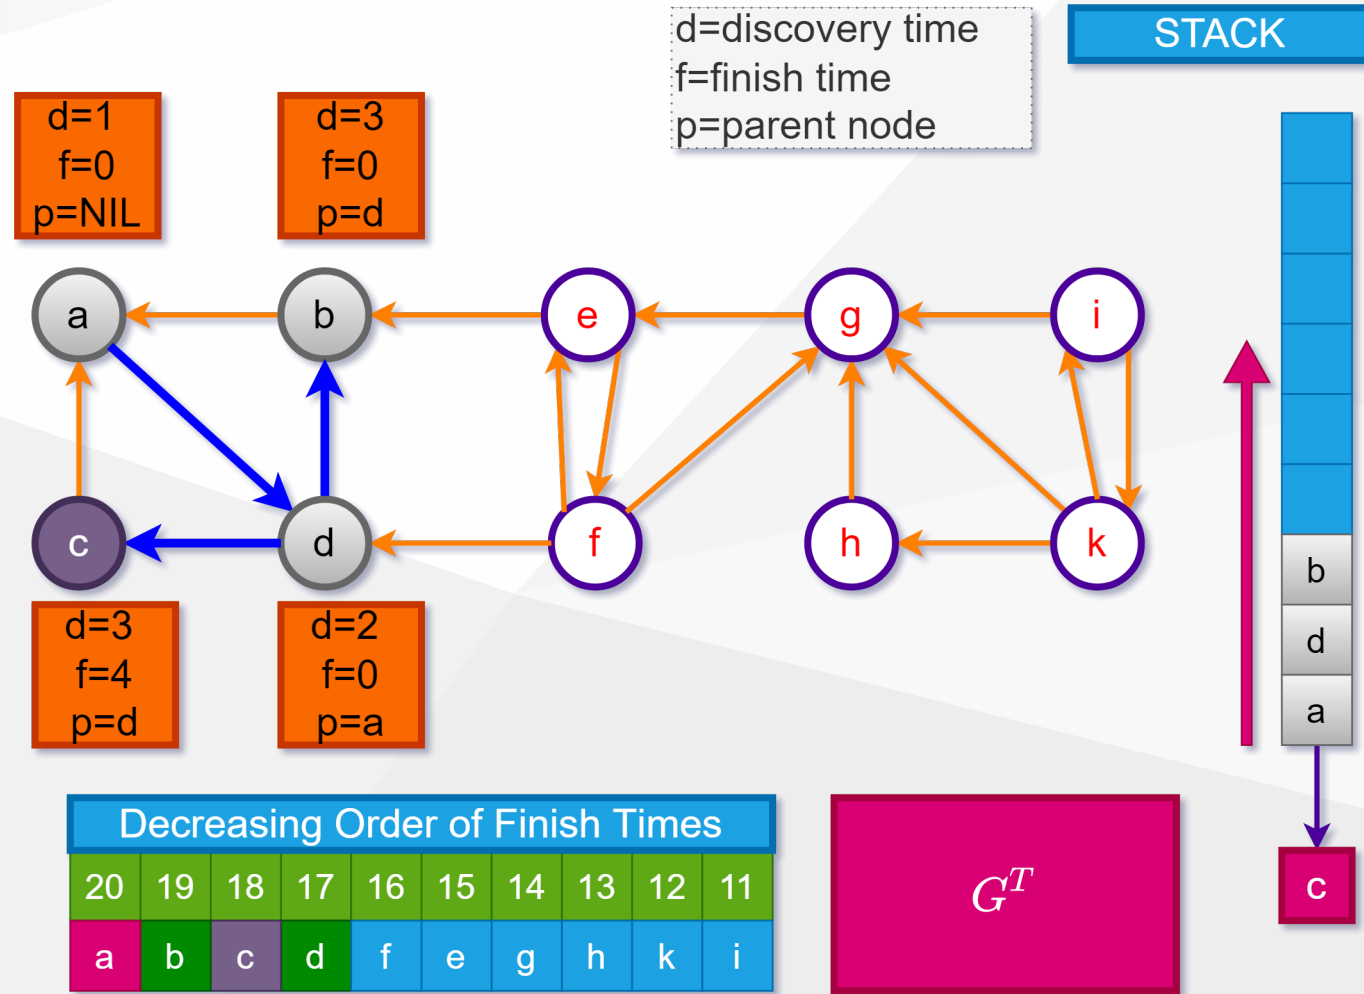 d=discovery time
f=finish time
p=parent node
STACK
d=1
f=0
p=NIL
d=3
f=0
p=d
a
b
e
g
i
c
d
f
h
k
d=3
f=4
p=d
d=2
f=0
p=a
b
d
a
c
Decreasing Order of Finish Times
20 19 18 17 16 15 14 13 12 11
a b c d f e g h k i
G^T